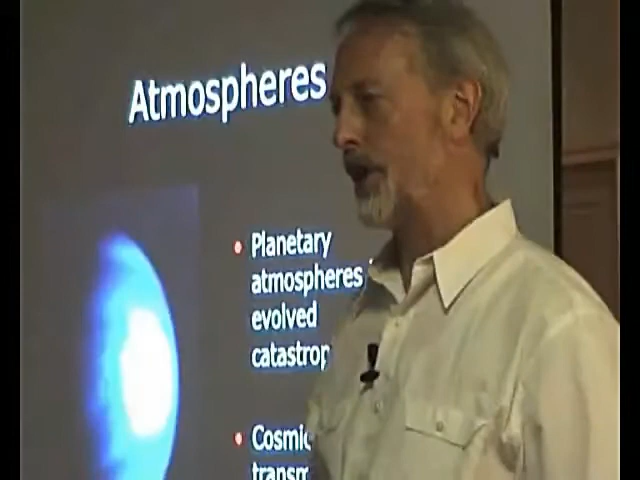 Atmospheres
Planetary
atmospheres
evolved
catastrop
Cosmic
transm